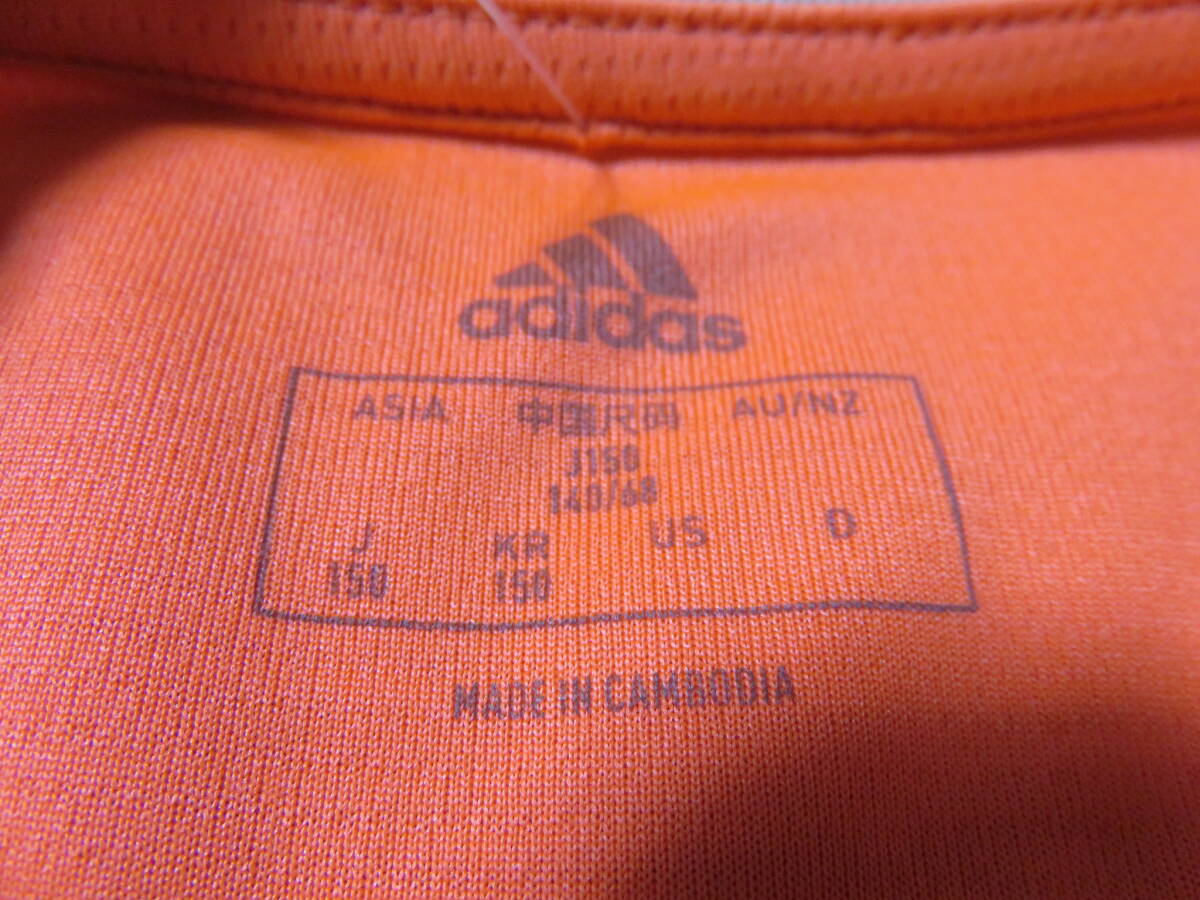 adidas
ASIA 中国尺码 AU/NZ
J150
140/68
J KR US D
150 150
MADE IN CAMBODIA